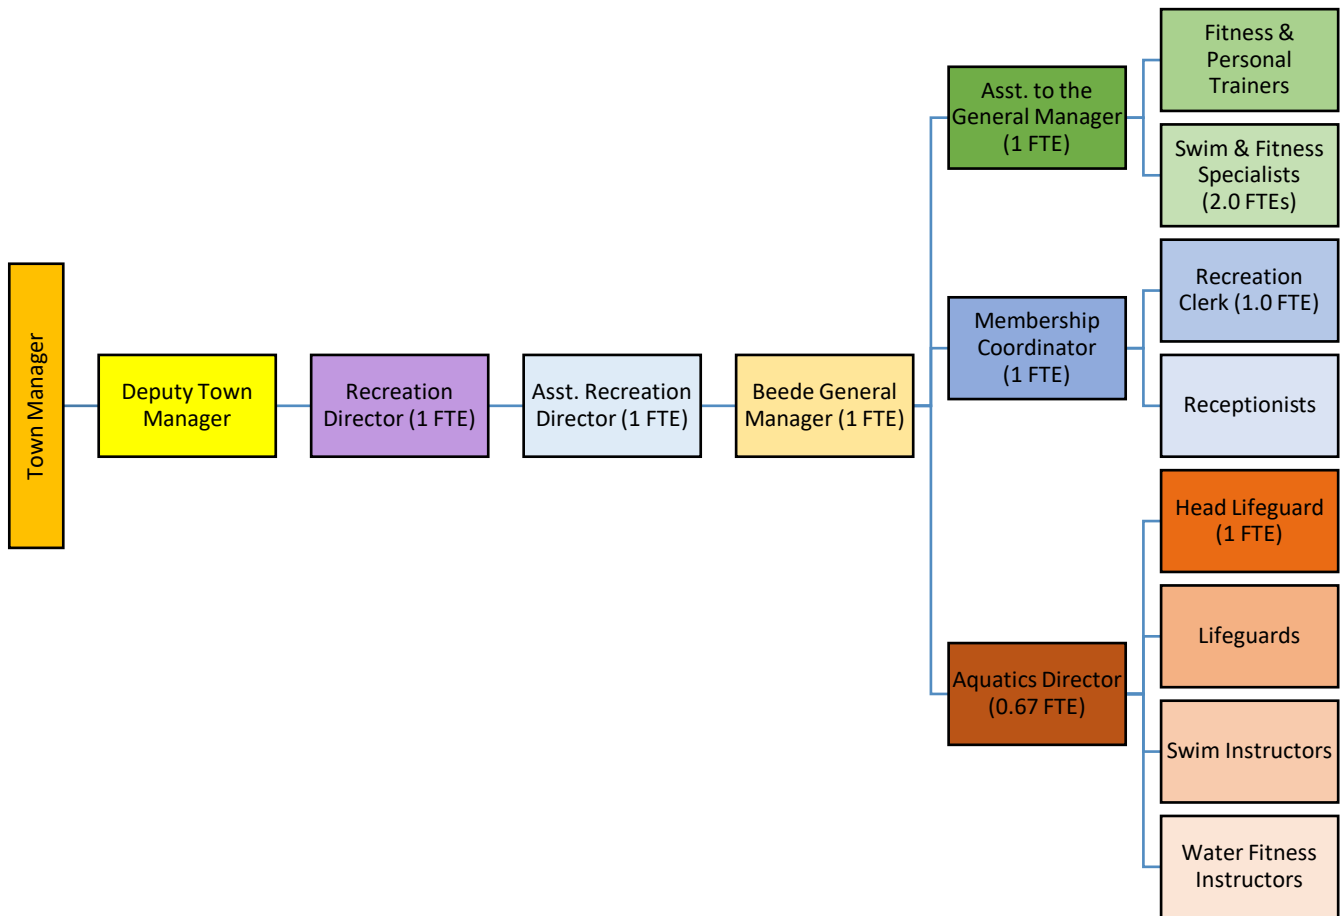 Town Manager
Deputy Town
Manager
Recreation
Director (1 FTE)
Asst. Recreation
Director (1 FTE)
Beede General
Manager (1 FTE)
Asst. to the
General Manager
(1 FTE)
Fitness &
Personal
Trainers
Swim & Fitness
Specialists
(2.0 FTEs)
Membership
Coordinator
(1 FTE)
Recreation
Clerk (1.0 FTE)
Receptionists
Aquatics Director
(0.67 FTE)
Head Lifeguard
(1 FTE)
Lifeguards
Swim Instructors
Water Fitness
Instructors